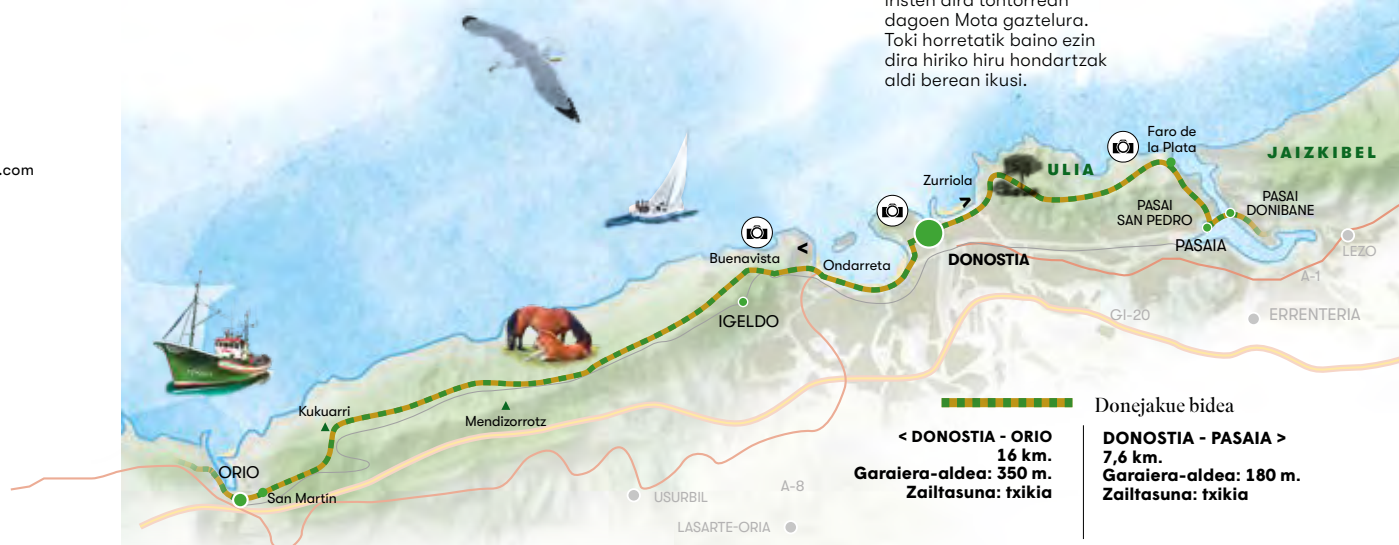 dagoen Mota gaztelura.
Toki horretatik baino ezin
dira hiriko hiru hondartzak
aldi berean ikusi.
.com
Faro de
la Plata
JAIZKIBEL
ULIA
Zurriola
PASAI
DONIBANE
PASAI
SAN PEDRO
PASAIA
LEZO
Buenavista
Ondarreta
DONOSTIA
A-1
IGELDO
GI-20
ERRENTERIA
Kukuarri
Mendizorrotz
Donejakue bidea
< DONOSTIA - ORIO
16 km.
Garaiera-aldea: 350 m.
Zailtasuna: txikia
DONOSTIA - PASAIA >
7,6 km.
Garaiera-aldea: 180 m.
Zailtasuna: txikia
ORIO
San Martín
USURBIL
A-8
LASARTE-ORIA